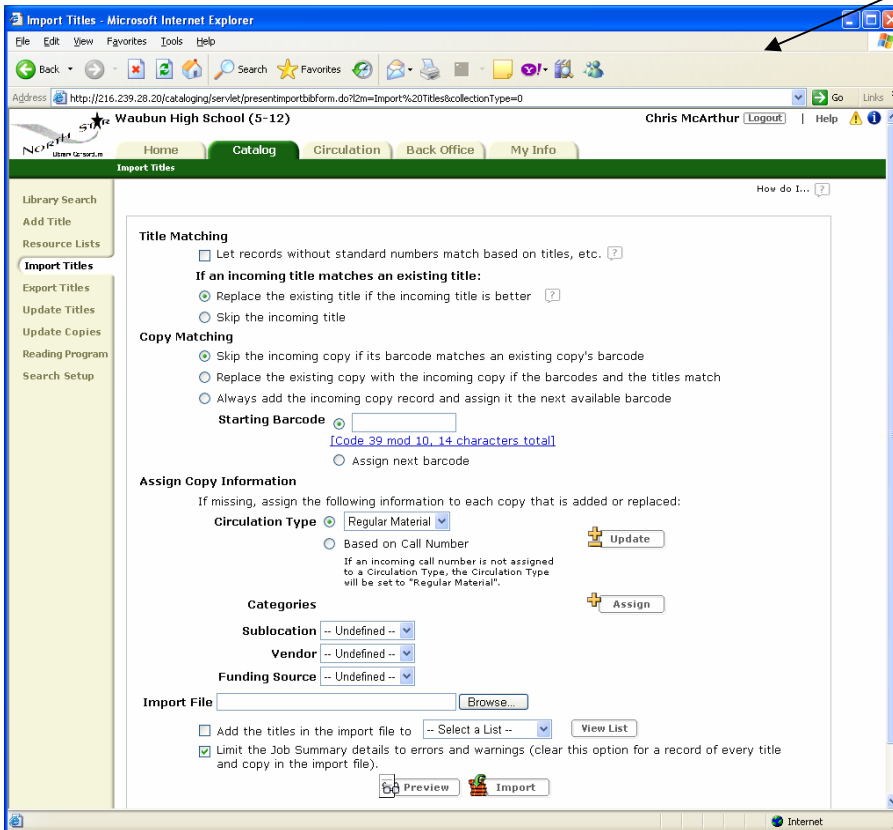 Import Titles - Microsoft Internet Explorer
File Edit View Favorites Tools Help
Back Search Favorites
Address http://216.239.28.20/cataloging/servlet/presentimportbibform.do?l2m=Import%20Titles&collectionType=0 Go Links
NORTH STAR Waubun High School (5-12) Chris McArthur Logout | Help
Home Catalog Circulation Back Office My Info
Import Titles
How do I... ?
Library Search
Add Title
Resource Lists
Import Titles
Export Titles
Update Titles
Update Copies
Reading Program
Search Setup
Title Matching
Let records without standard numbers match based on titles, etc. ?
If an incoming title matches an existing title:
Replace the existing title if the incoming title is better ?
Skip the incoming title
Copy Matching
Skip the incoming copy if its barcode matches an existing copy's barcode
Replace the existing copy with the incoming copy if the barcodes and the titles match
Always add the incoming copy record and assign it the next available barcode
Starting Barcode
[Code 39 mod 10, 14 characters total]
Assign next barcode
Assign Copy Information
If missing, assign the following information to each copy that is added or replaced:
Circulation Type Regular Material
Based on Call Number Update
If an incoming call number is not assigned
to a Circulation Type, the Circulation Type
will be set to "Regular Material".
Categories Assign
Sublocation -- Undefined --
Vendor -- Undefined --
Funding Source -- Undefined --
Import File Browse...
Add the titles in the import file to -- Select a List -- View List
Limit the Job Summary details to errors and warnings (clear this option for a record of every title
and copy in the import file).
Preview Import
Internet